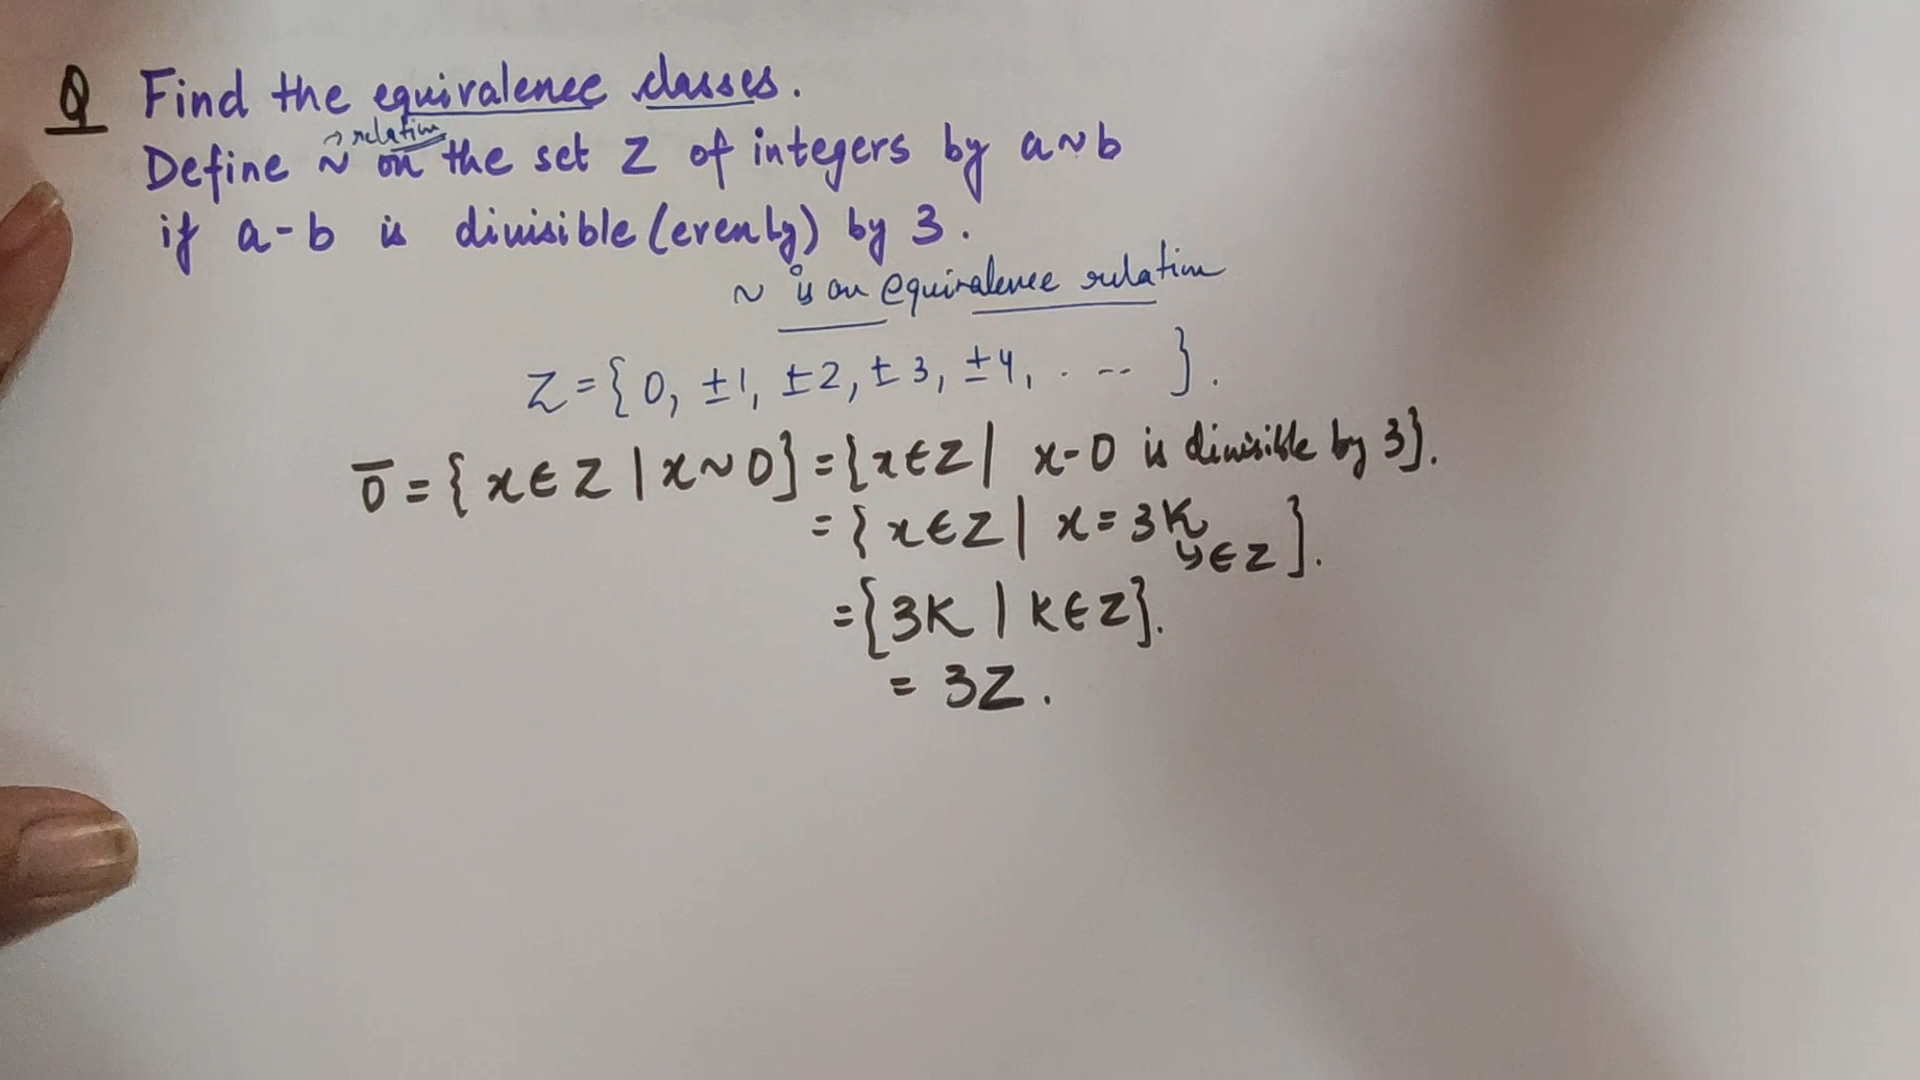 Q Find the equivalence classes.
→ relation
Define ~ on the set Z of integers by a~b
if a-b is divisible (evenly) by 3.
~ is an equivalence relation
Z = {0, ±1, ±2, ±3, ±4, . -- }.
0̅ = {x∈Z | x~0} = {x∈Z | x-0 is divisible by 3}.
= {x∈Z | x = 3K
↳∈Z}.
= {3K | K∈Z}.
= 3Z.